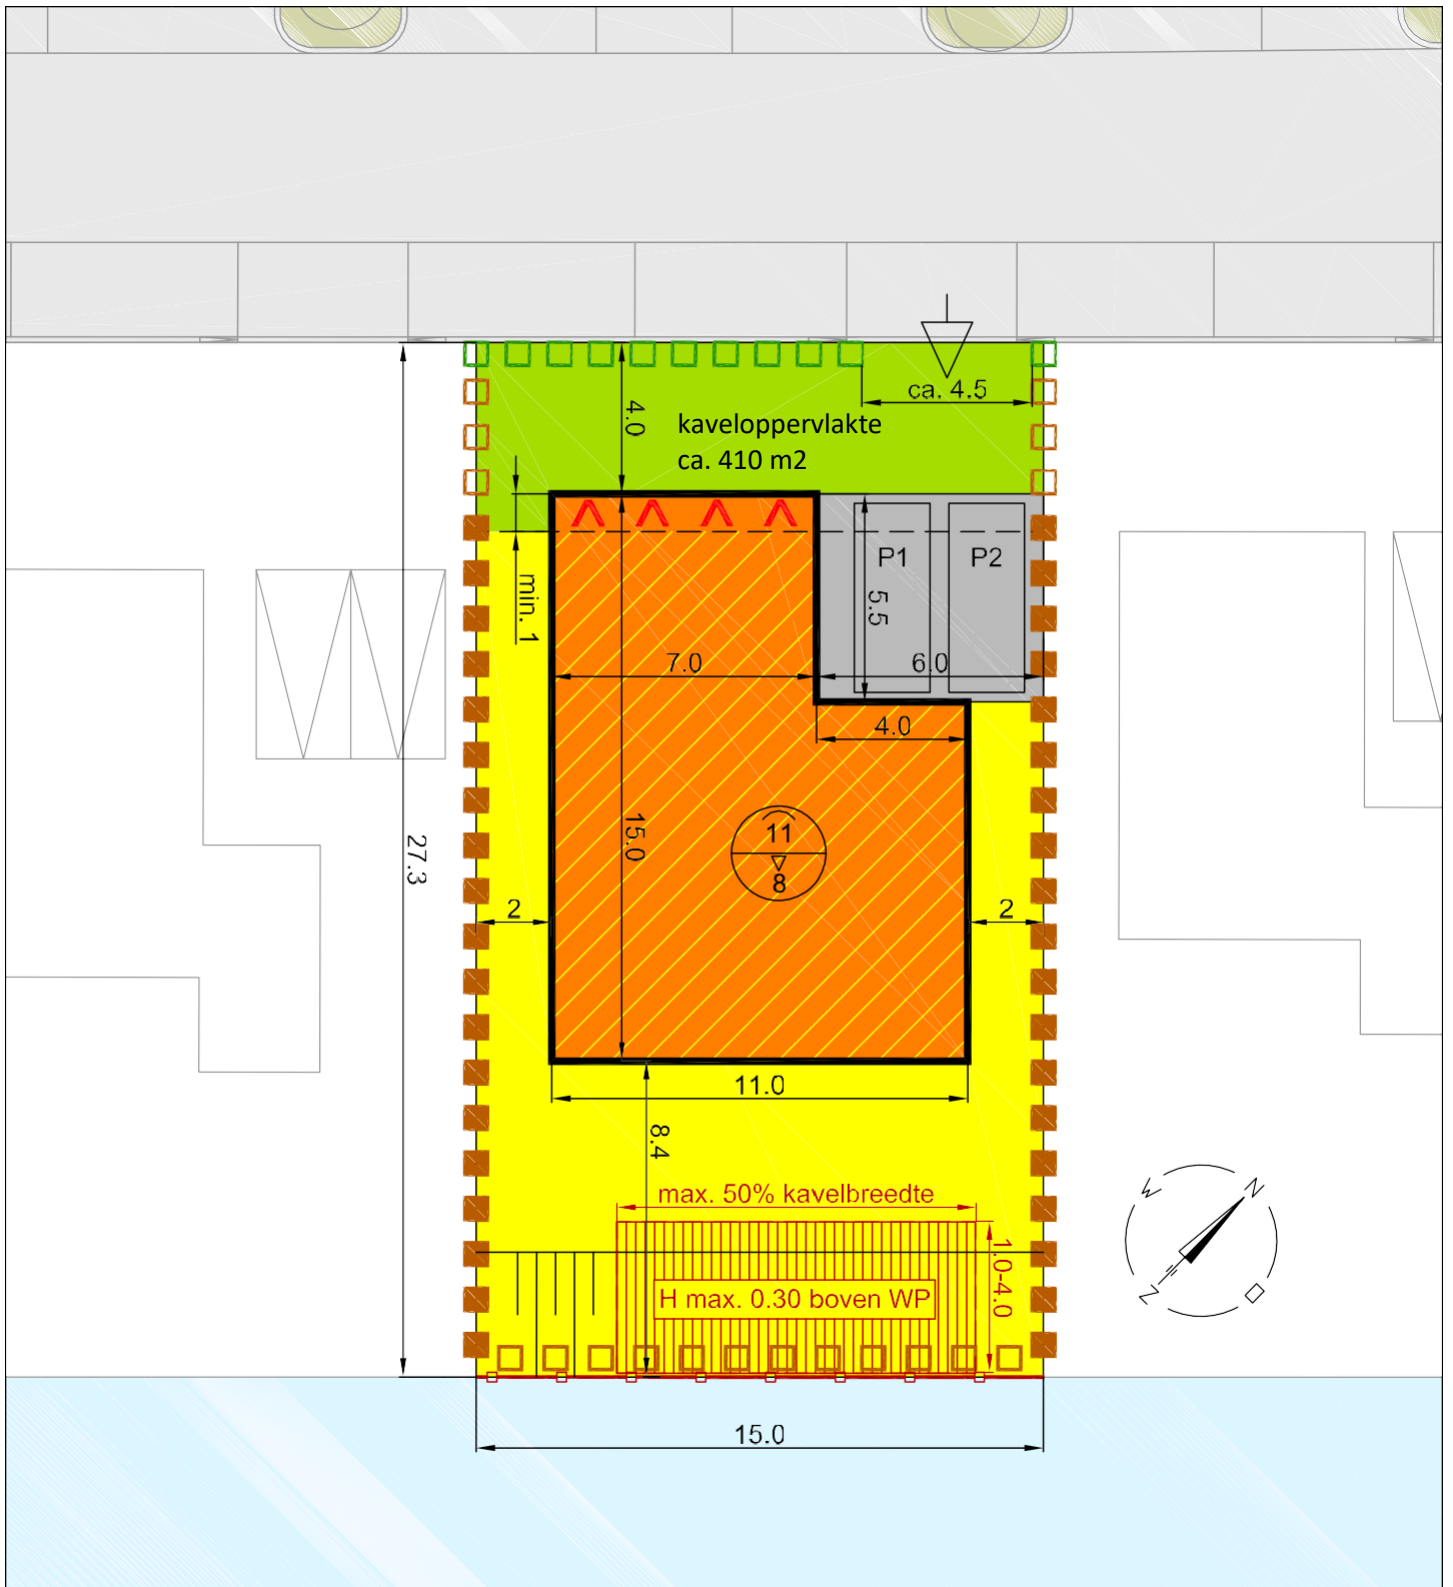 ca. 4.5
4.0
kaveloppervlakte
ca. 410 m2
P1
P2
min. 1
5.5
7.0
6.0
4.0
15.0
11
8
27.3
2
2
11.0
8.4
max. 50% kavelbreedte
1.0-4.0
H max. 0.30 boven WP
W
N
Z
O
15.0